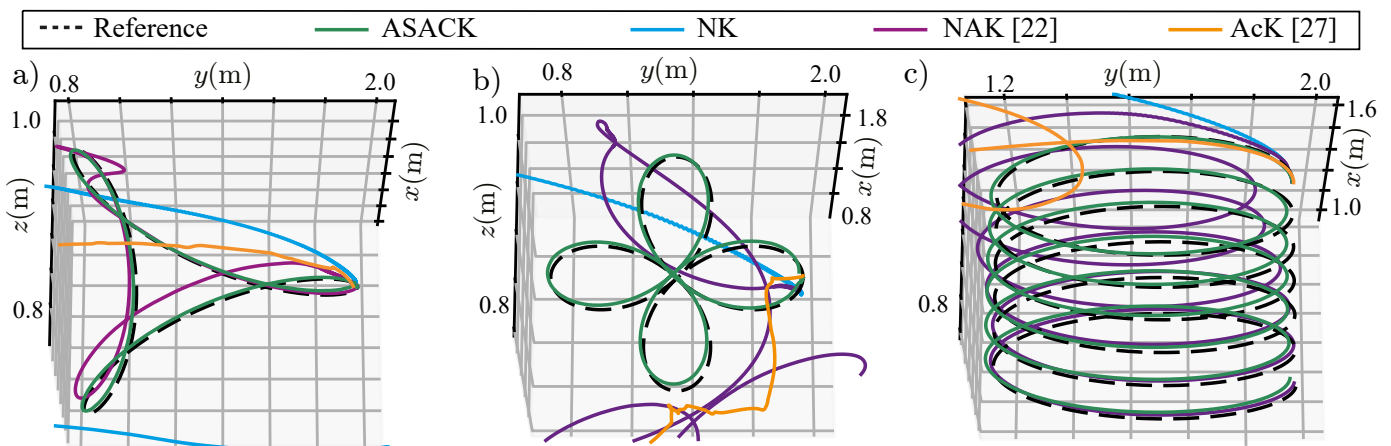 Reference ASACK NK NAK [22] AcK [27]
a) 0.8 y(m) 2.0
1.0
x(m)
z(m)
0.8
b) 0.8 y(m) 2.0
1.0 1.8
x(m)
z(m) 0.8
0.8
c) 1.2 y(m) 2.0
1.6
x(m)
1.0
0.8